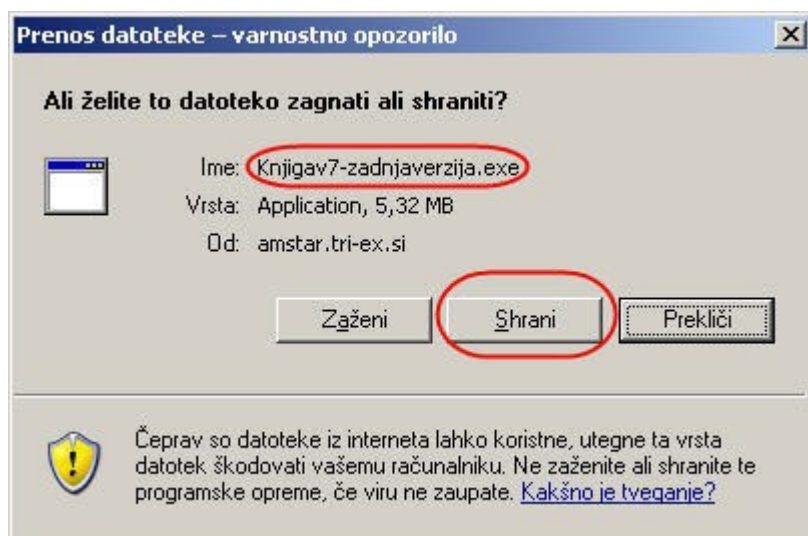 Prenos datoteke – varnostno opozorilo
Ali želite to datoteko zagnati ali shraniti?
Ime: Knjigav7-zadnjaverzija.exe
Vrsta: Application, 5,32 MB
Od: amstar.tri-ex.si
Zaženi Shrani Prekliči
Čeprav so datoteke iz interneta lahko koristne, utegne ta vrsta
datotek škodovati vašemu računalniku. Ne zaženite ali shranite te
programske opreme, če viru ne zaupate. Kakšno je tveganje?